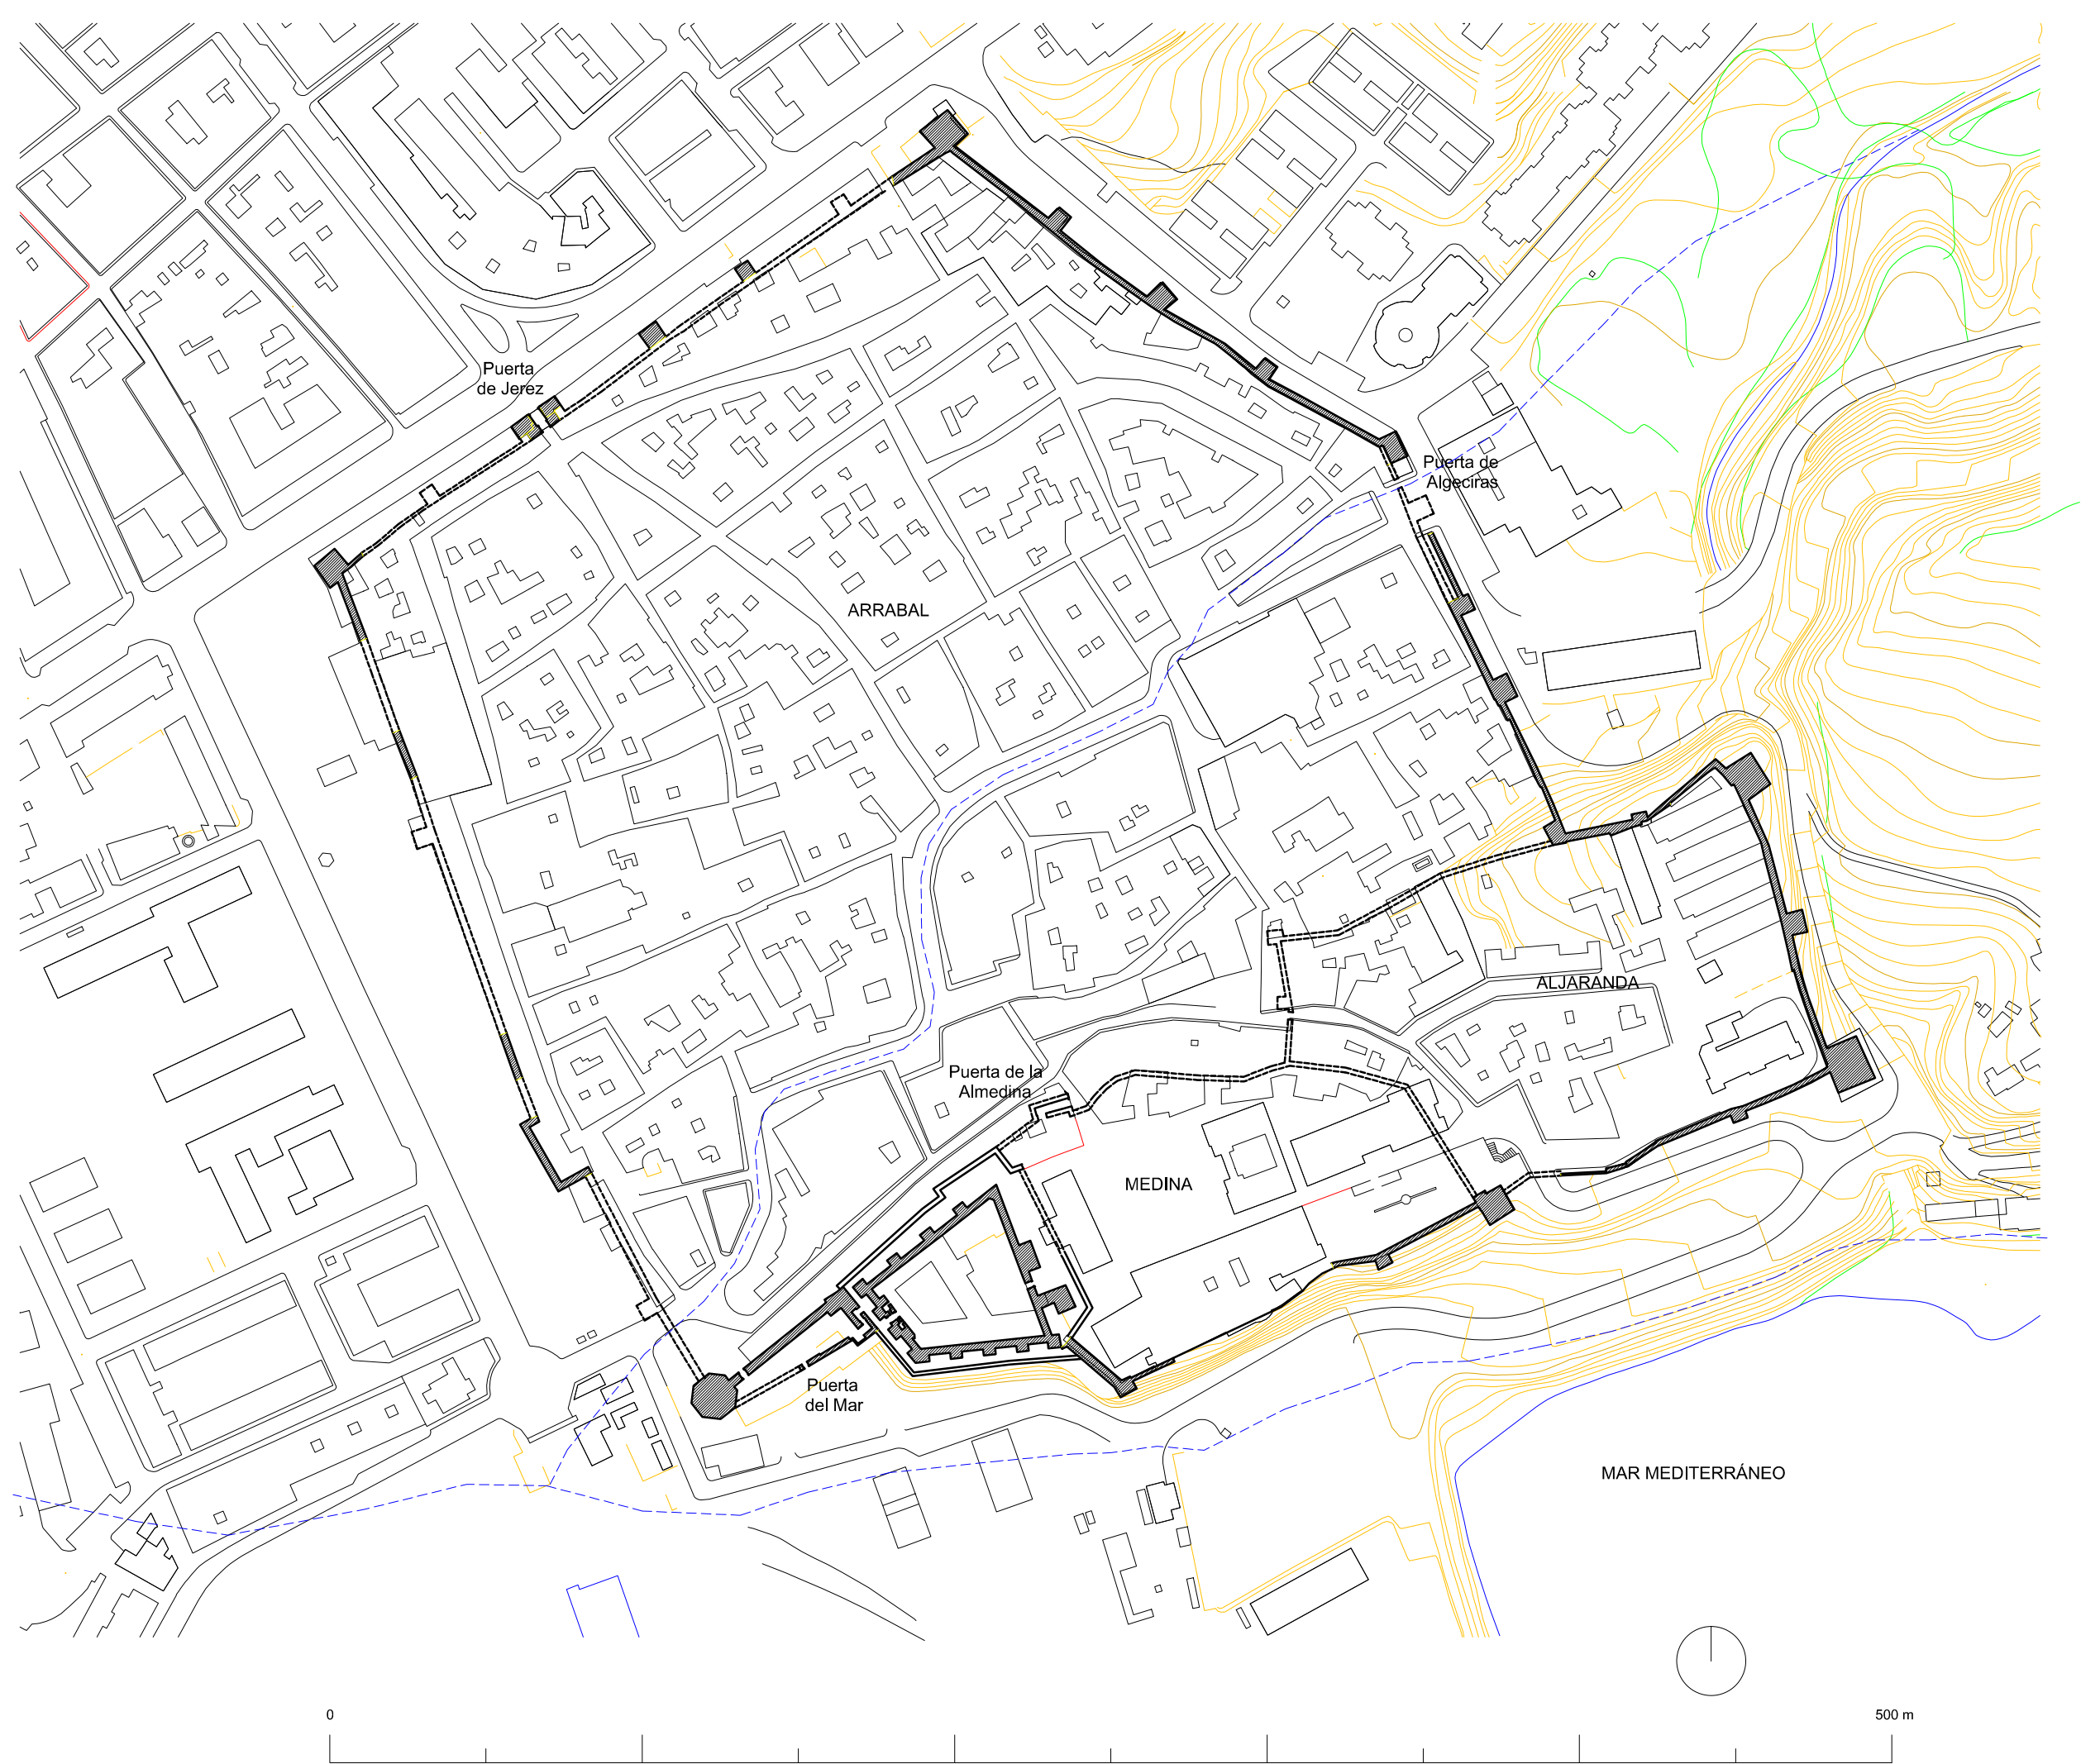 Puerta
de Jerez
Puerta de
Algeciras
ARRABAL
ALJARANDA
Puerta de la
Almedina
MEDINA
Puerta
del Mar
MAR MEDITERRÁNEO
0
500 m